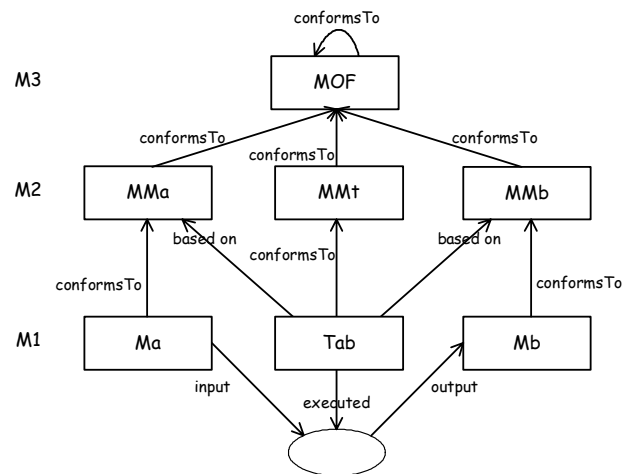 conformsTo
M3
MOF
conformsTo
conformsTo
conformsTo
M2
MMa
MMt
MMb
based on
based on
conformsTo
conformsTo
conformsTo
M1
Ma
Tab
Mb
input
executed
output